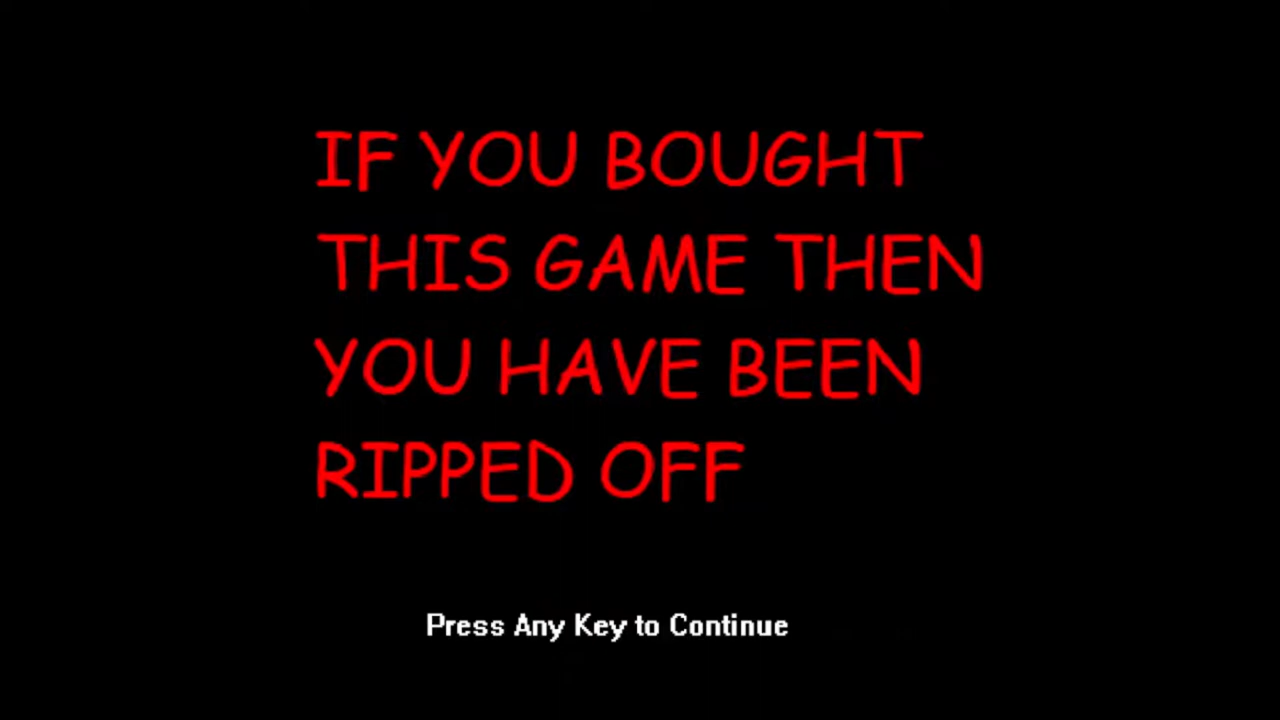 IF YOU BOUGHT
THIS GAME THEN
YOU HAVE BEEN
RIPPED OFF
Press Any Key to Continue